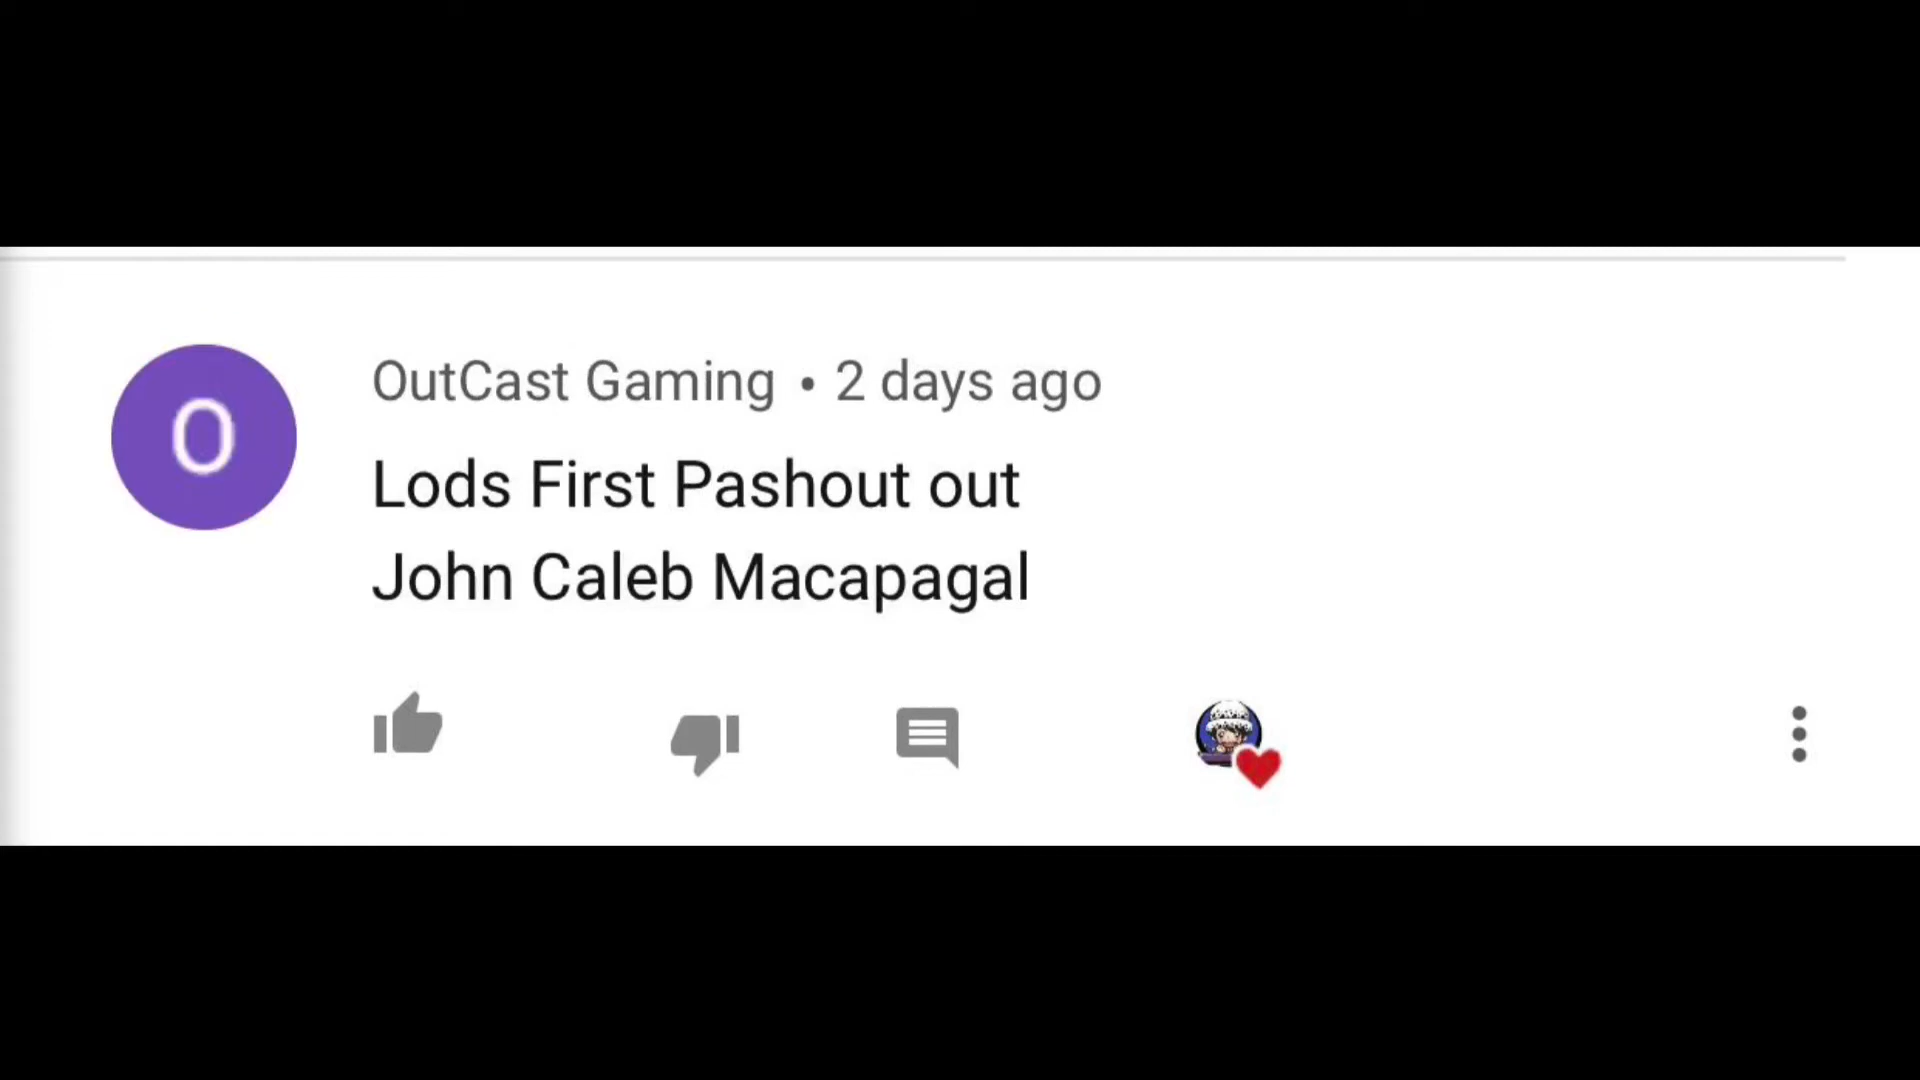 O
OutCast Gaming • 2 days ago
Lods First Pashout out
John Caleb Macapagal